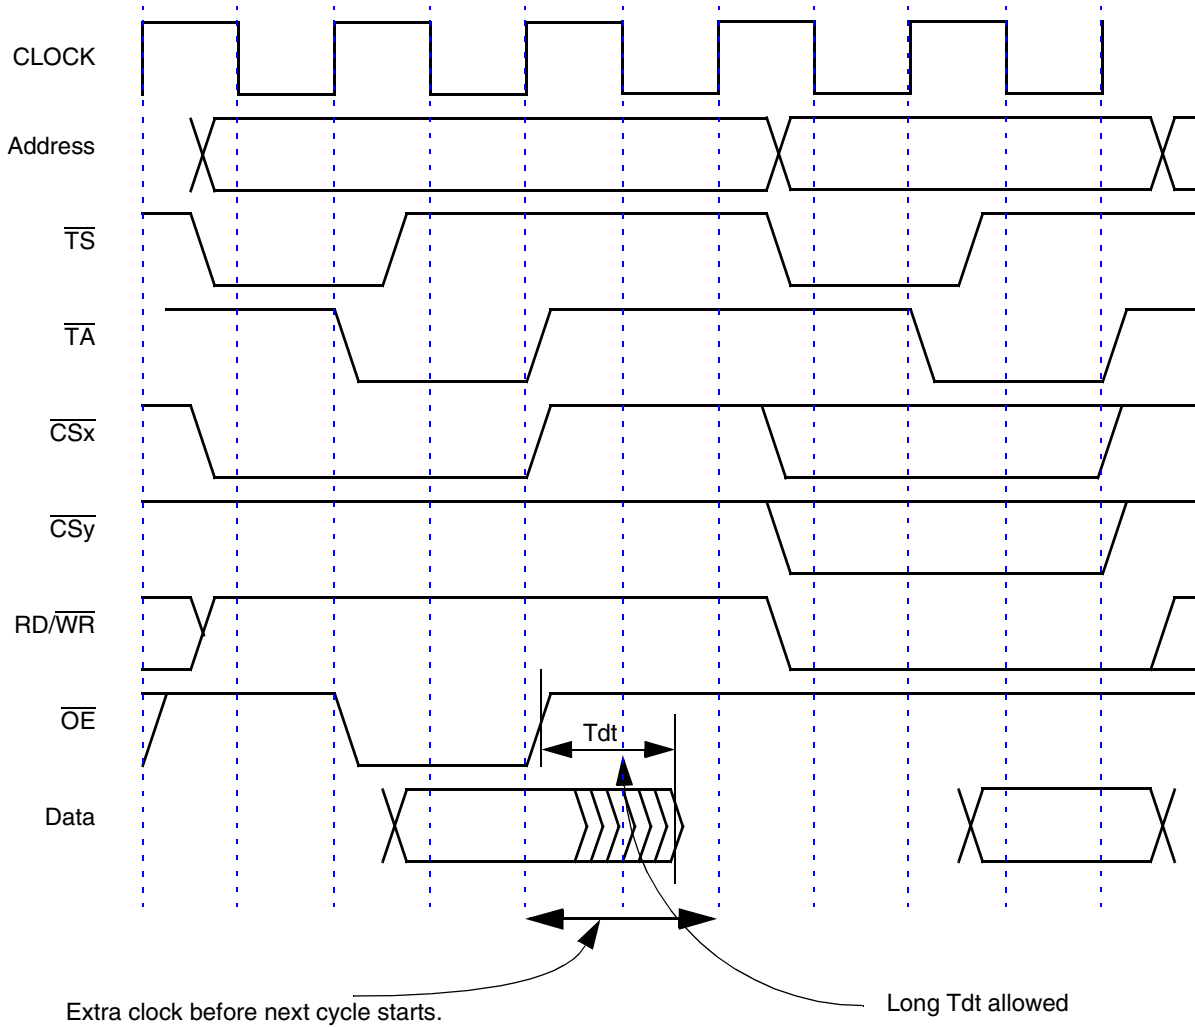 CLOCK
Address
TS
TA
CSx
CSy
RD/WR
OE
Tdt
Data
Long Tdt allowed
Extra clock before next cycle starts.